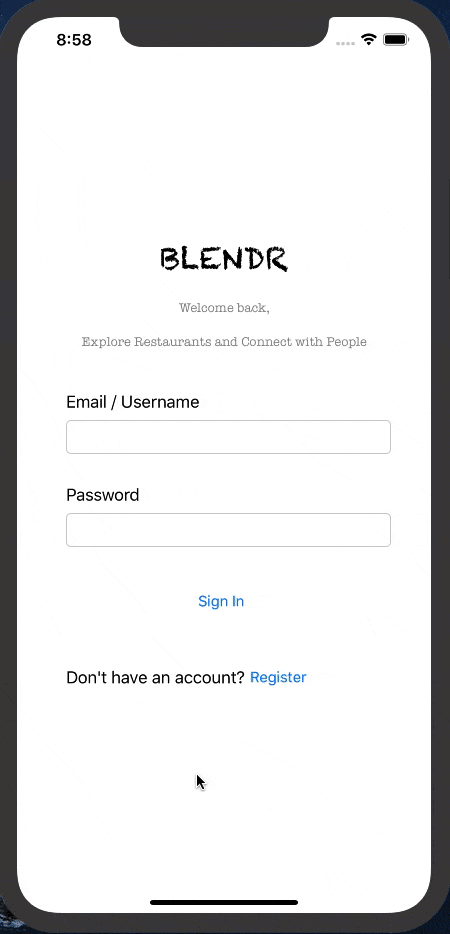 8:58
BLENDR
Welcome back,
Explore Restaurants and Connect with People
Email / Username
Password
Sign In
Don't have an account? Register